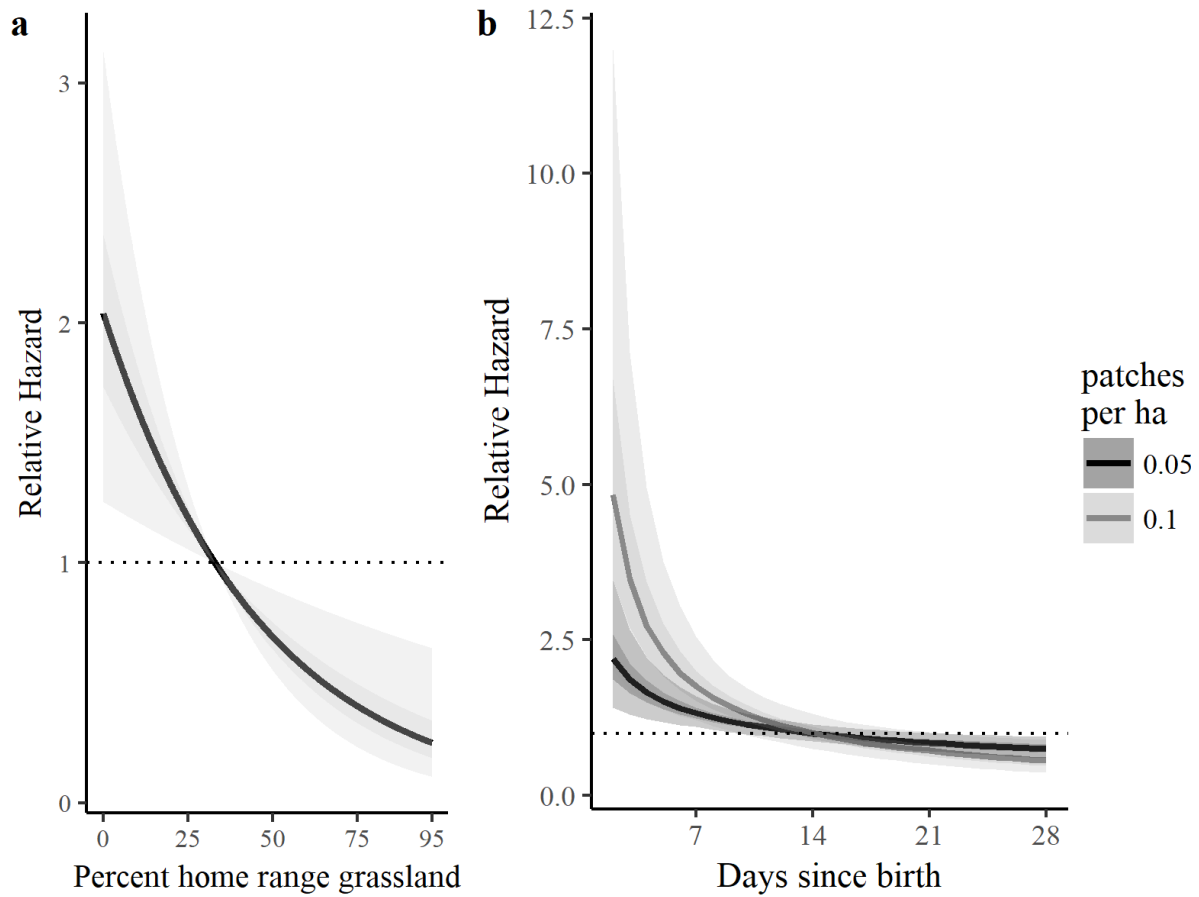 a
3
2
1
0
Relative Hazard
0
25
50
75
95
Percent home range grassland
b
12.5
10.0
7.5
5.0
2.5
0.0
Relative Hazard
7
14
21
28
Days since birth
patches
per ha
0.05
0.1